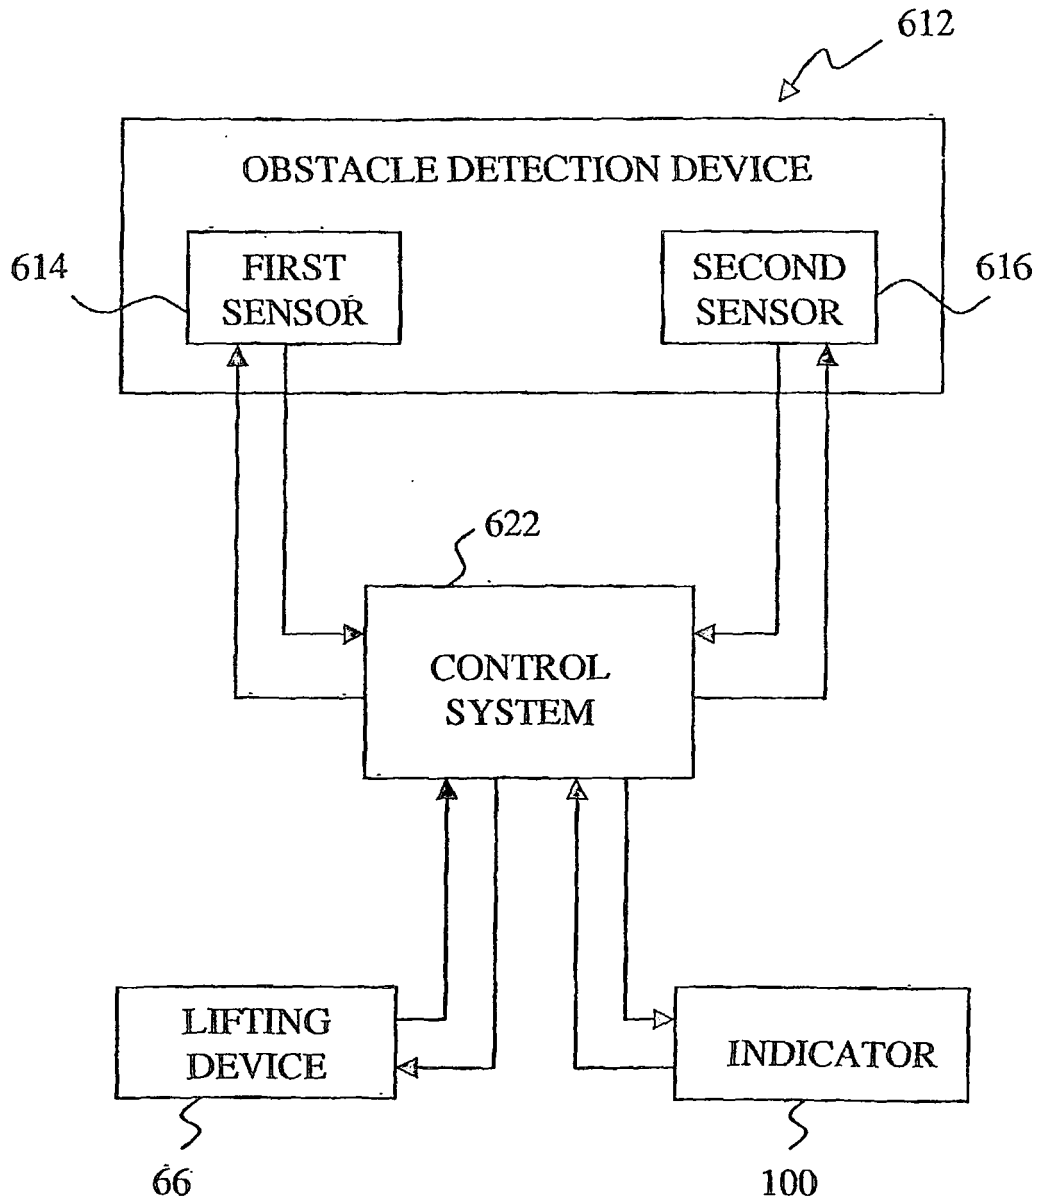 612
OBSTACLE DETECTION DEVICE
614
FIRST
SENSOR
SECOND
SENSOR
616
622
CONTROL
SYSTEM
LIFTING
DEVICE
INDICATOR
66
100